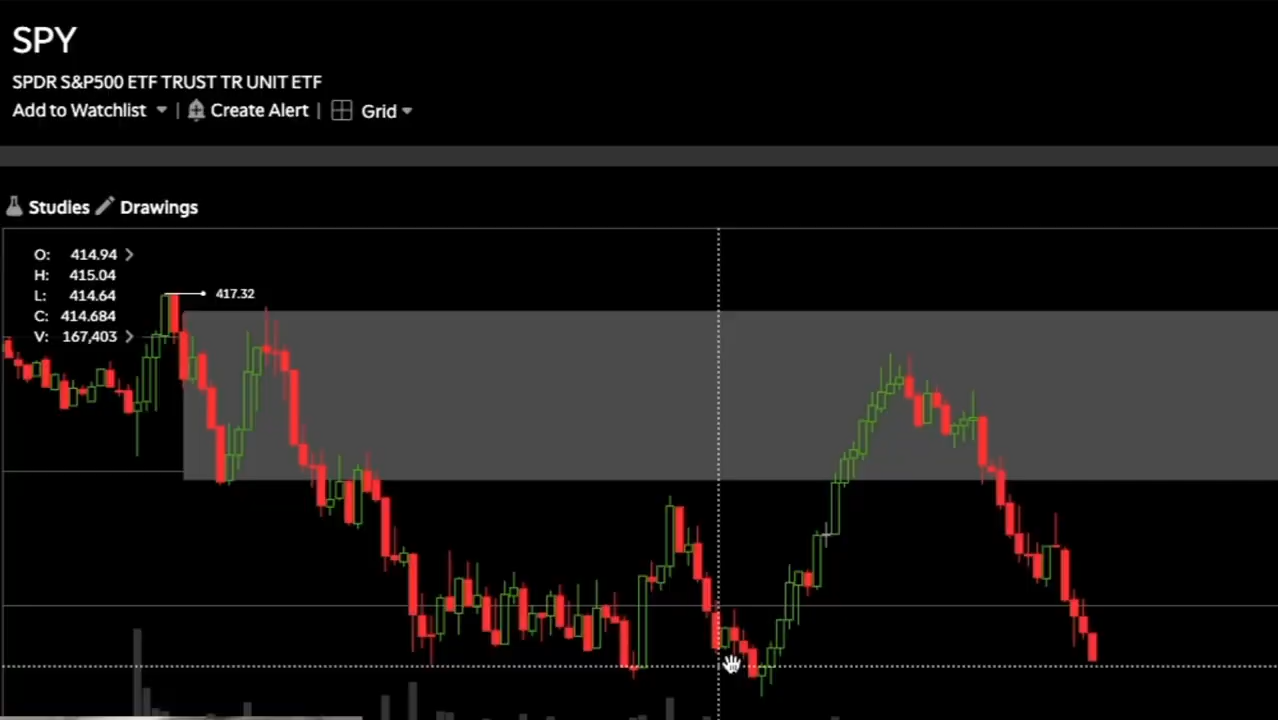 SPY
SPDR S&P500 ETF TRUST TR UNIT ETF
Add to Watchlist | Create Alert | Grid
Studies Drawings
O: 414.94
H: 415.04
L: 414.64
C: 414.684
V: 167,403
417.32